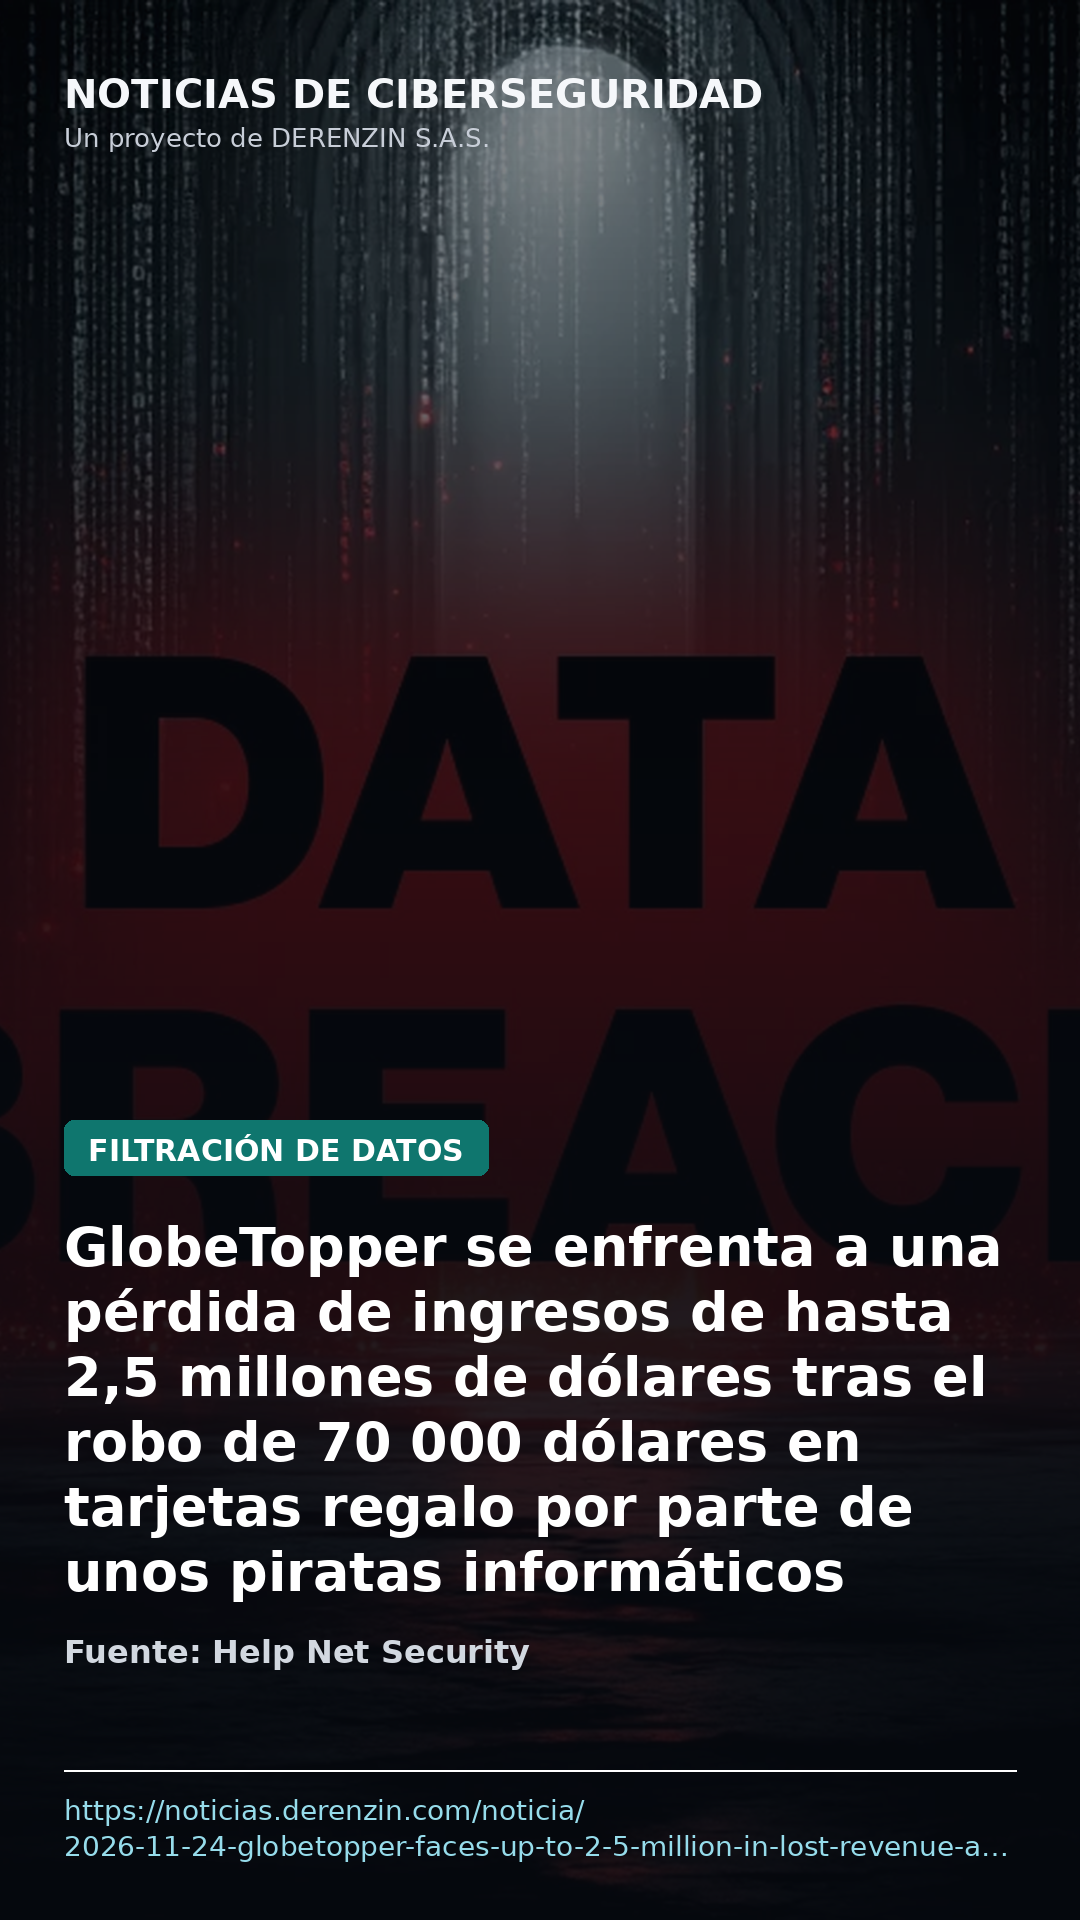 NOTICIAS DE CIBERSEGURIDAD
Un proyecto de DERENZIN S.A.S.
DATA
BREACH
FILTRACIÓN DE DATOS
GlobeTopper se enfrenta a una
pérdida de ingresos de hasta
2,5 millones de dólares tras el
robo de 70 000 dólares en
tarjetas regalo por parte de
unos piratas informáticos
Fuente: Help Net Security
https://noticias.derenzin.com/noticia/
2026-11-24-globetopper-faces-up-to-2-5-million-in-lost-revenue-a…